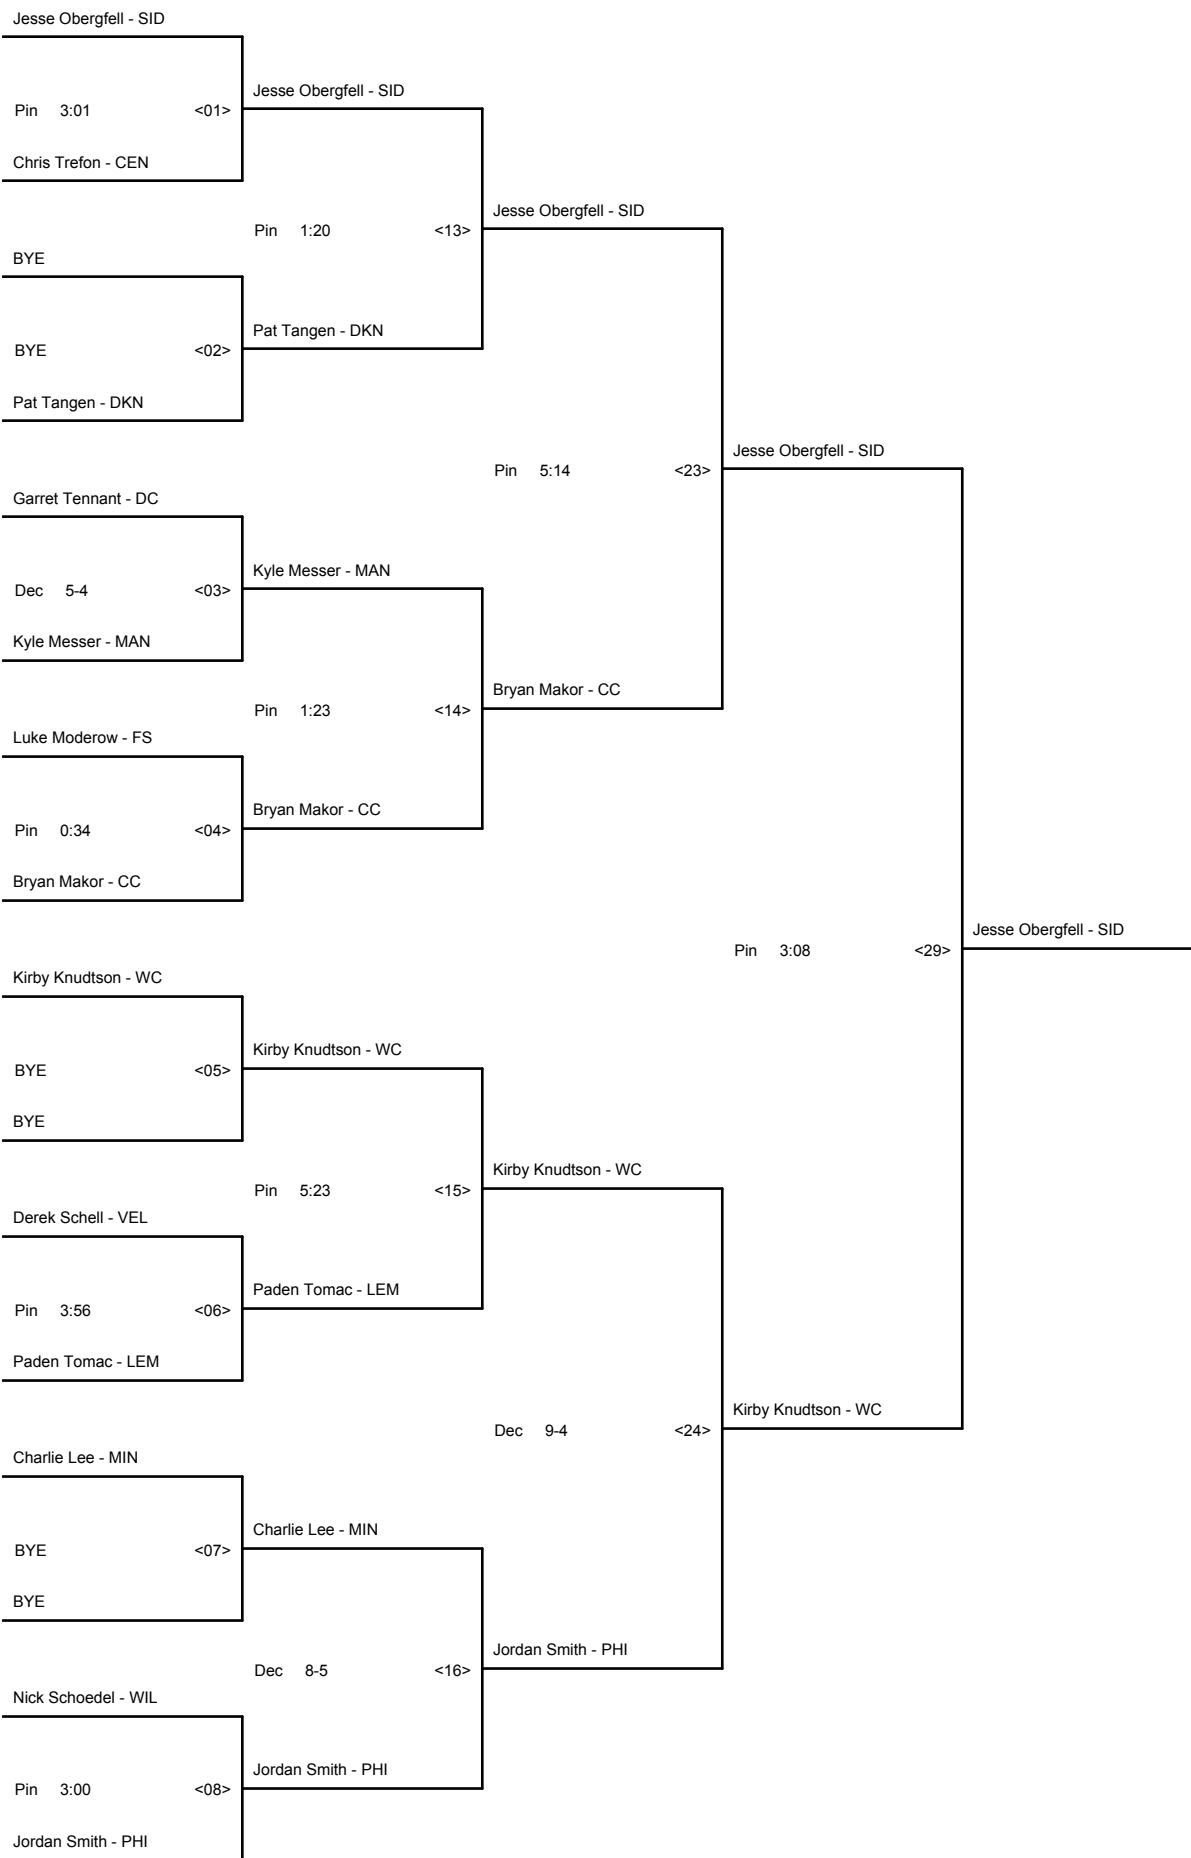 Jesse Obergfell - SID
Jesse Obergfell - SID
Pin 3:01 <01>
Chris Trefon - CEN
Jesse Obergfell - SID
Pin 1:20 <13>
BYE
Pat Tangen - DKN
BYE <02>
Pat Tangen - DKN
Jesse Obergfell - SID
Pin 5:14 <23>
Garret Tennant - DC
Kyle Messer - MAN
Dec 5-4 <03>
Kyle Messer - MAN
Bryan Makor - CC
Pin 1:23 <14>
Luke Moderow - FS
Bryan Makor - CC
Pin 0:34 <04>
Bryan Makor - CC
Jesse Obergfell - SID
Pin 3:08 <29>
Kirby Knudtson - WC
Kirby Knudtson - WC
BYE <05>
BYE
Kirby Knudtson - WC
Pin 5:23 <15>
Derek Schell - VEL
Paden Tomac - LEM
Pin 3:56 <06>
Paden Tomac - LEM
Kirby Knudtson - WC
Dec 9-4 <24>
Charlie Lee - MIN
Charlie Lee - MIN
BYE <07>
BYE
Jordan Smith - PHI
Dec 8-5 <16>
Nick Schoedel - WIL
Jordan Smith - PHI
Pin 3:00 <08>
Jordan Smith - PHI